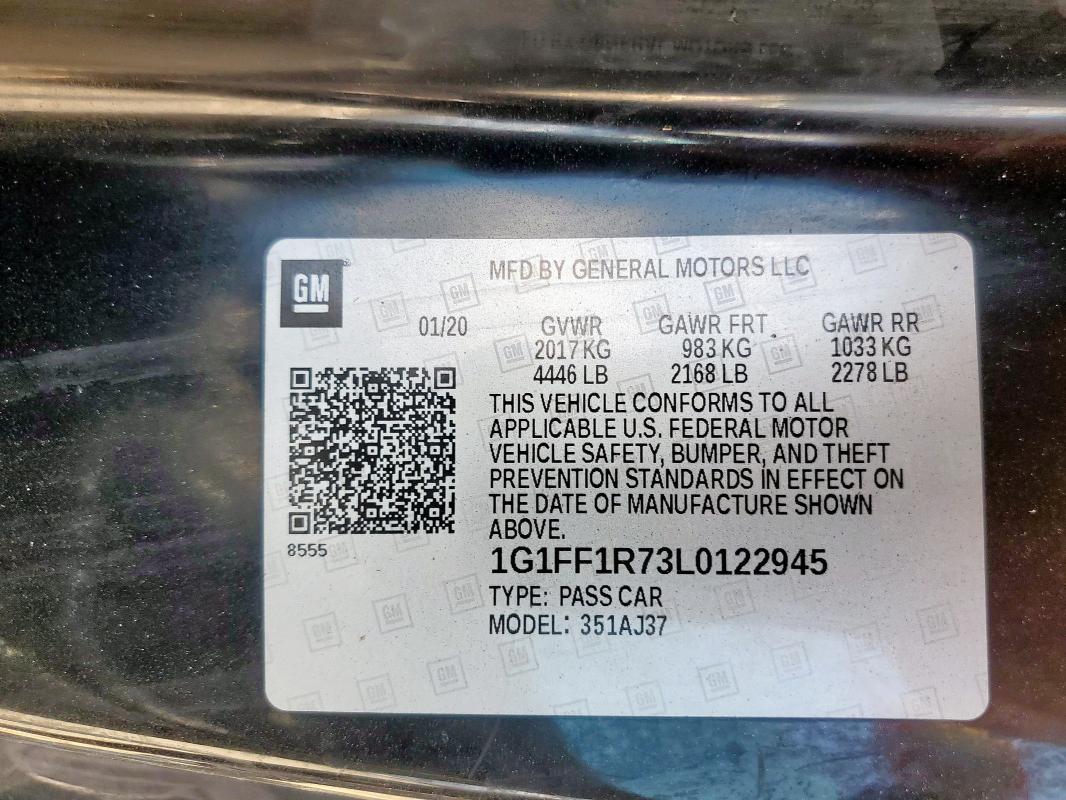 GM
MFD BY GENERAL MOTORS LLC
01/20 GVWR GAWR FRT. GAWR RR
2017 KG 983 KG 1033 KG
4446 LB 2168 LB 2278 LB
THIS VEHICLE CONFORMS TO ALL
APPLICABLE U.S. FEDERAL MOTOR
VEHICLE SAFETY, BUMPER, AND THEFT
PREVENTION STANDARDS IN EFFECT ON
THE DATE OF MANUFACTURE SHOWN
ABOVE.
8555
1G1FF1R73L0122945
TYPE: PASS CAR
MODEL: 351AJ37